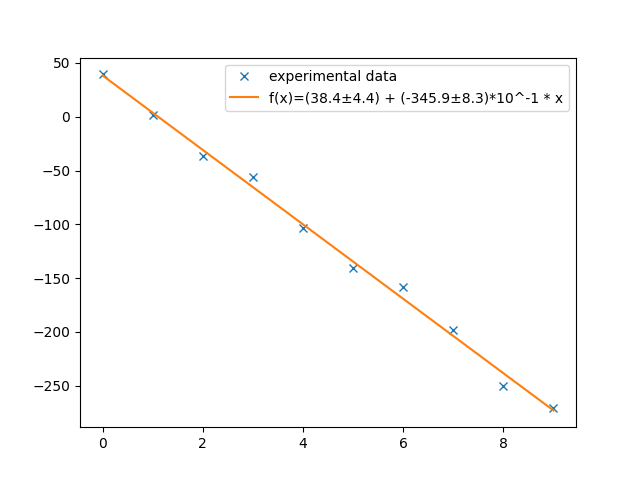 experimental data
f(x)=(38.4±4.4) + (-345.9±8.3)*10^-1 * x
50
0
−50
−100
−150
−200
−250
0 2 4 6 8